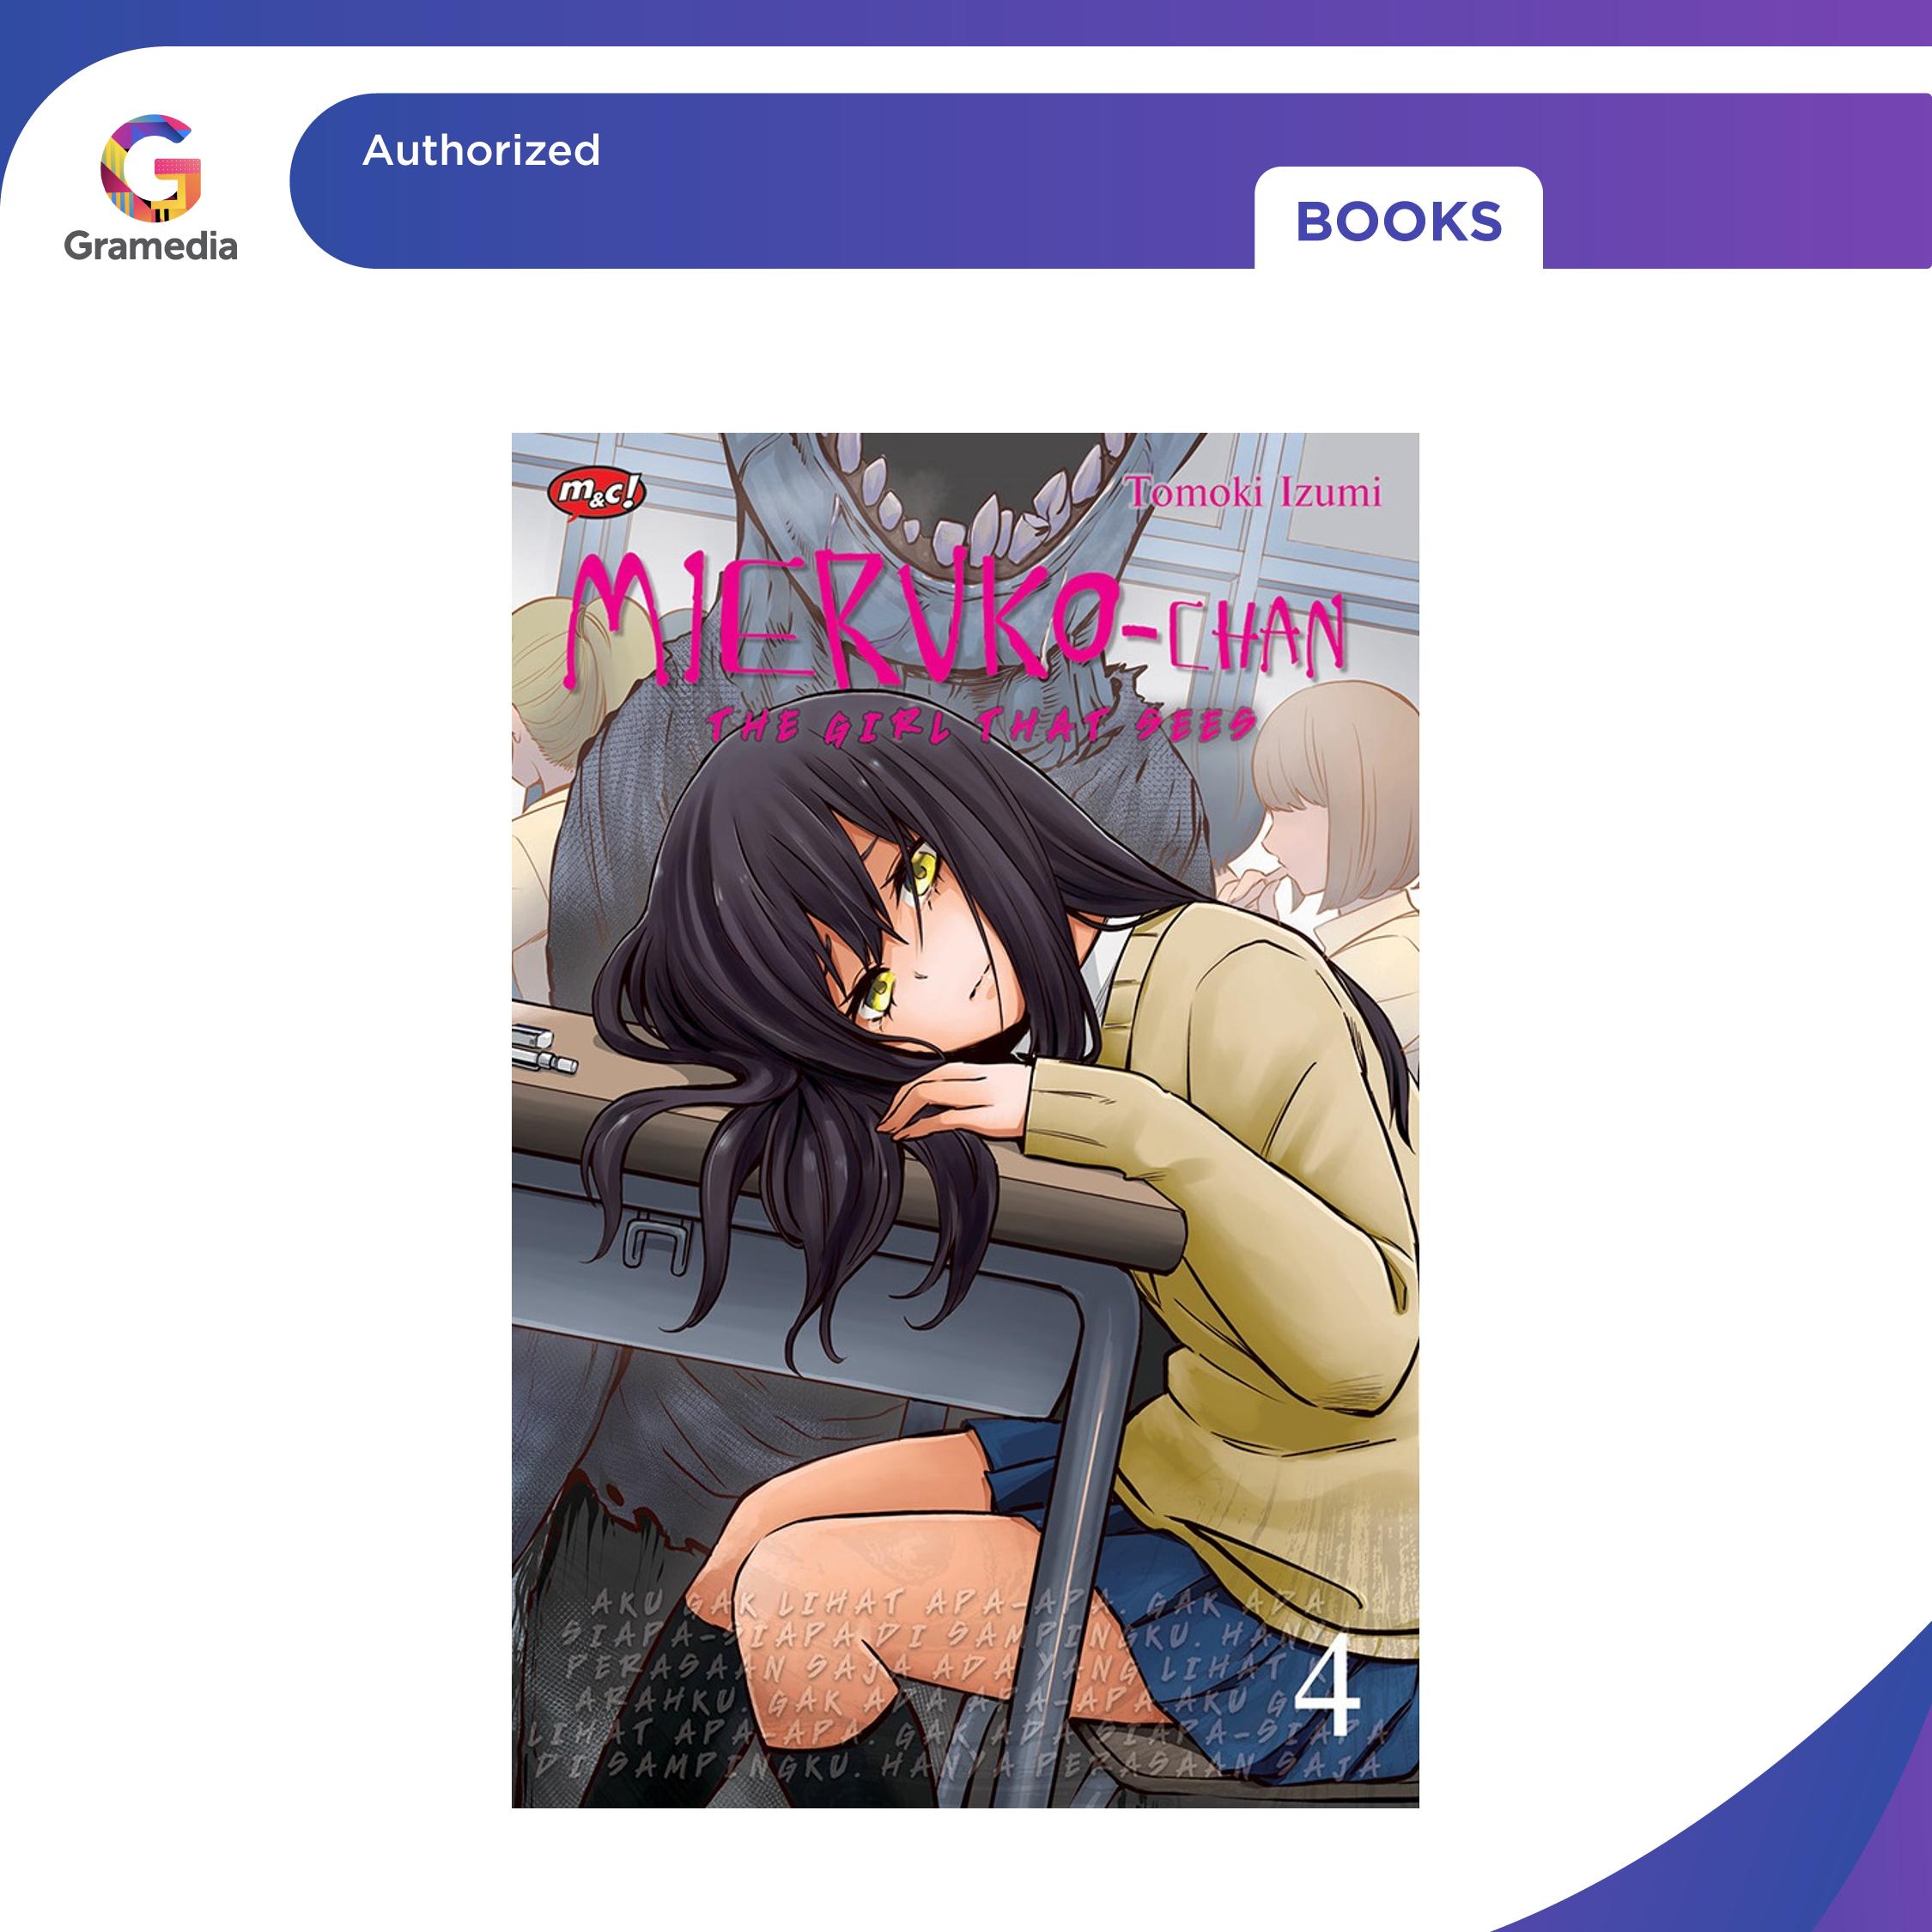 Authorized
BOOKS
Gramedia
m&c!
Tomoki Izumi
MIERUKO-CHAN
THE GIRL THAT SEES
AKU GAK LIHAT APA-APA. GAK ADA
SIAPA-SIAPA DI SAMPINGKU. HANYA
PERASAAN SAJA ADA YANG LIHAT KE
ARAHKU. GAK ADA APA-APA. AKU GAK
LIHAT APA-APA. GAK ADA SIAPA-SIAPA
DI SAMPINGKU. HANYA PERASAAN SAJA
4